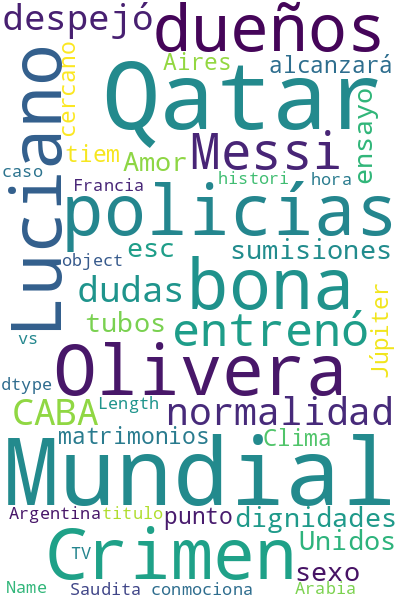 despejó dueños
Luciano
cercano
Aires alcanzará
Qatar
ensayo
tiem Amor Messi
caso Francia histori hora
policías
esc sumisiones
object
dudas bona
Júpiter
vs tubos entrenó
dtype Olivera
CABA Length normalidad
matrimonios Clima
Mundial
Argentina titulo punto dignidades
Crimen Unidos
TV sexo
Name Saudita conmociona Arabia